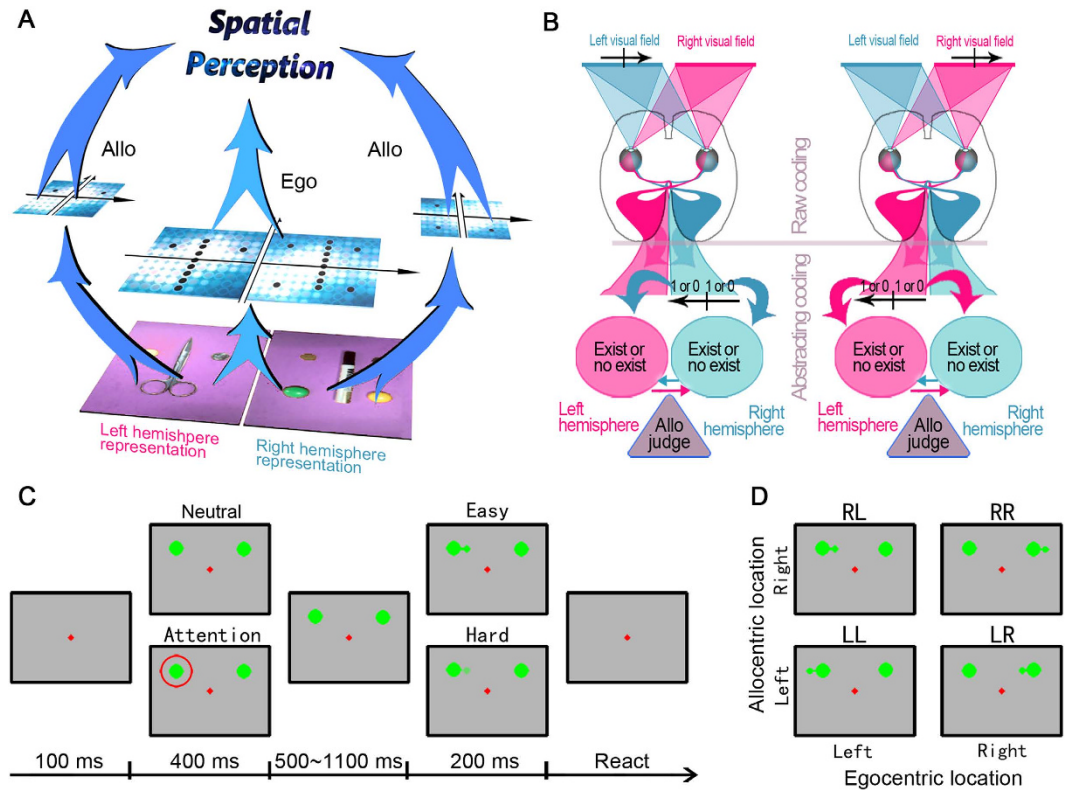 A
Spatial
Perception
Allo
Allo
Ego
Left hemishpere
representation
Right hemisphere
representation
B
Left visual field
Right visual field
Left visual field
Right visual field
Raw coding
Abstracting coding
1 or 0
1 or 0
1 or 0
1 or 0
Exist or
no exist
Exist or
no exist
Exist or
no exist
Exist or
no exist
Left
hemisphere
Allo
judge
Right
hemisphere
Left
hemisphere
Allo
judge
Right
hemisphere
C
Neutral
Easy
Attention
Hard
100 ms
400 ms
500~1100 ms
200 ms
React
D
RL
RR
LL
LR
Allocentric location
Right
Left
Left
Right
Egocentric location